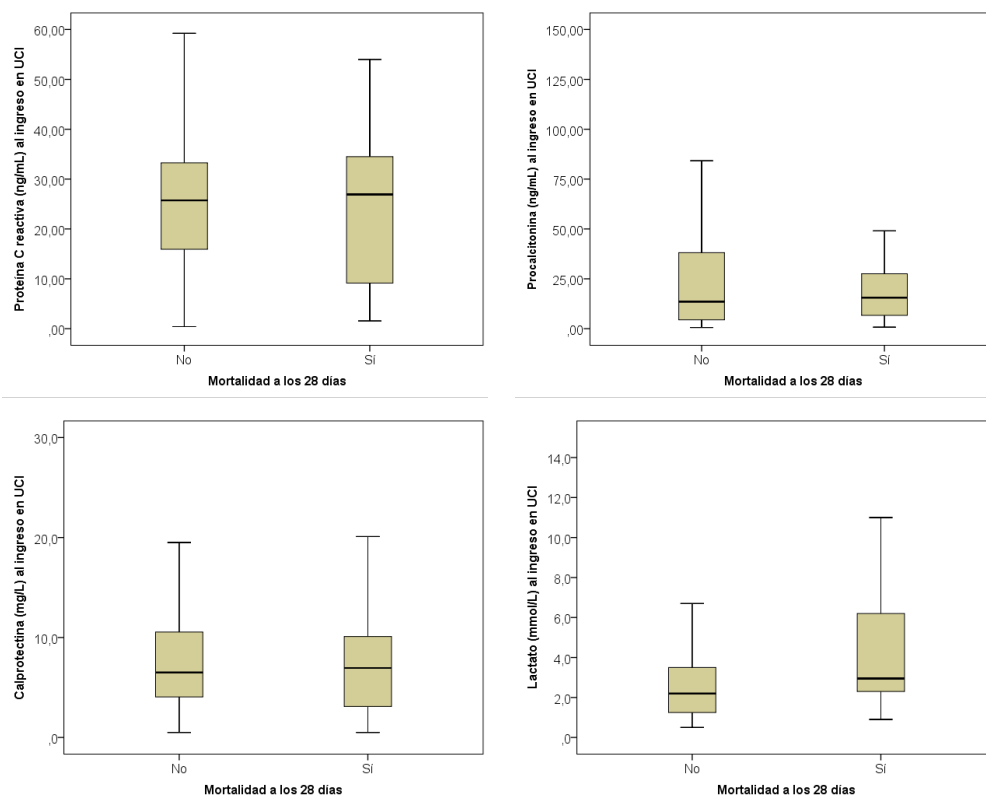 Proteína C reactiva (ng/mL) al ingreso en UCI
60,00
50,00
40,00
30,00
20,00
10,00
,00
No
Sí
Mortalidad a los 28 días
Procalcitonina (ng/mL) al ingreso en UCI
150,00
125,00
100,00
75,00
50,00
25,00
,00
No
Sí
Mortalidad a los 28 días
Calprotectina (mg/L) al ingreso en UCI
30,0
20,0
10,0
,0
No
Sí
Mortalidad a los 28 días
Lactato (mmol/L) al ingreso en UCI
14,0
12,0
10,0
8,0
6,0
4,0
2,0
,0
No
Sí
Mortalidad a los 28 días